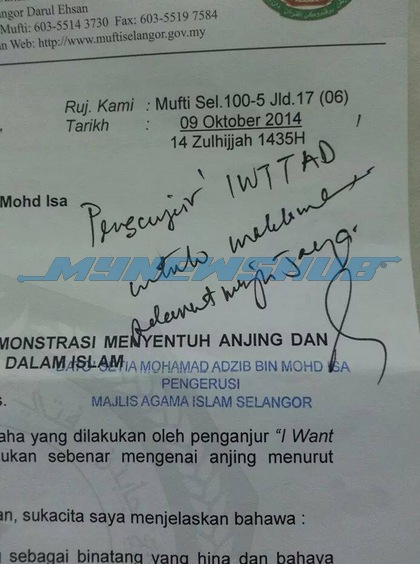 ngor Darul Ehsan
Mufti: 603-5514 3730 Fax: 603-5519 7584
an Web: http://www.muftiselangor.gov.my
Ruj. Kami : Mufti Sel.100-5 Jld.17 (06)
Tarikh : 09 Oktober 2014
14 Zulhijjah 1435H
Mohd Isa
Penganjur IWTTAD
untuk makluman
MYNEWSHUB
MONSTRASI MENYENTUH ANJING DAN
DALAM ISLAM
DATO' SETIA MOHAMAD ADZIB BIN MOHD ISA
PENGERUSI
MAJLIS AGAMA ISLAM SELANGOR
s.
aha yang dilakukan oleh penganjur "I Want
ukan sebenar mengenai anjing menurut
an, sukacita saya menjelaskan bahawa :
sebagai binatang yang hina dan bahaya